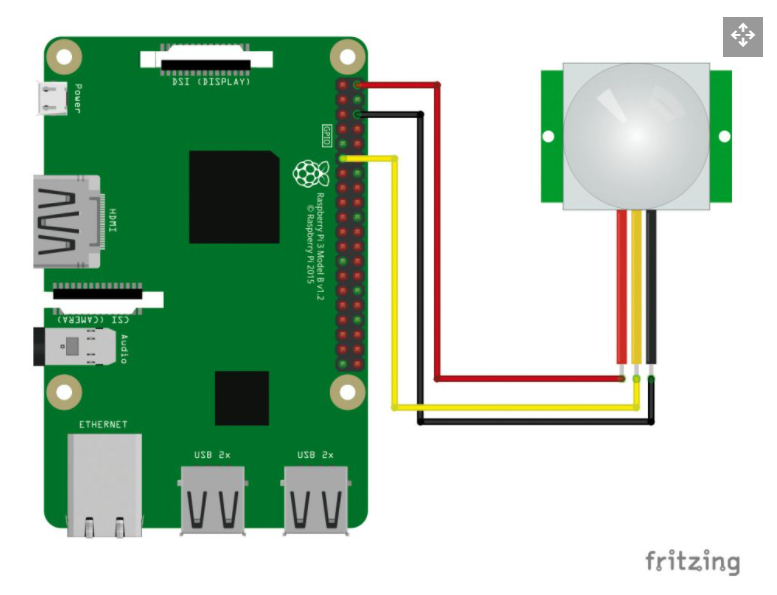 DSI (DISPLAY)
Power
GPIO
HDMI
Raspberry Pi 3 Model B v1.2
© Raspberry Pi 2015
CSI (CAMERA)
Audio
ETHERNET
USB 2x
USB 2x
fritzing